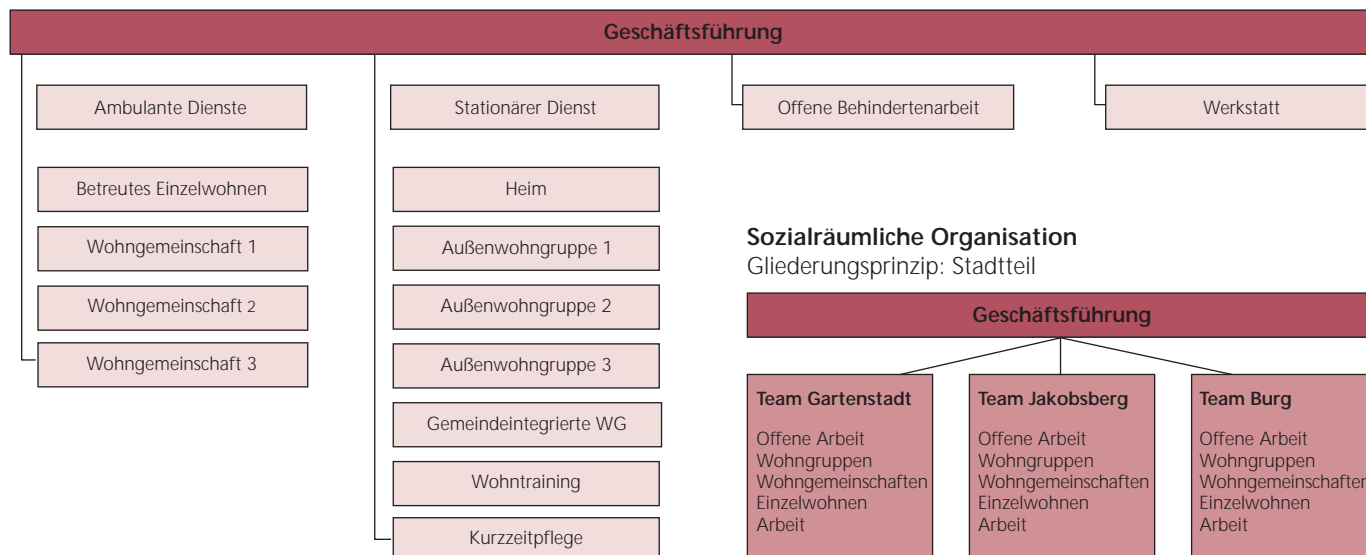 Geschäftsführung
Ambulante Dienste
Betreutes Einzelwohnen
Wohngemeinschaft 1
Wohngemeinschaft 2
Wohngemeinschaft 3
Stationärer Dienst
Heim
Außenwohngruppe 1
Außenwohngruppe 2
Außenwohngruppe 3
Gemeindeintegrierte WG
Wohntraining
Kurzzeitpflege
Offene Behindertenarbeit
Werkstatt
Sozialräumliche Organisation
Gliederungsprinzip: Stadtteil
Geschäftsführung
Team Gartenstadt
Offene Arbeit
Wohngruppen
Wohngemeinschaften
Einzelwohnen
Arbeit
Team Jakobsberg
Offene Arbeit
Wohngruppen
Wohngemeinschaften
Einzelwohnen
Arbeit
Team Burg
Offene Arbeit
Wohngruppen
Wohngemeinschaften
Einzelwohnen
Arbeit